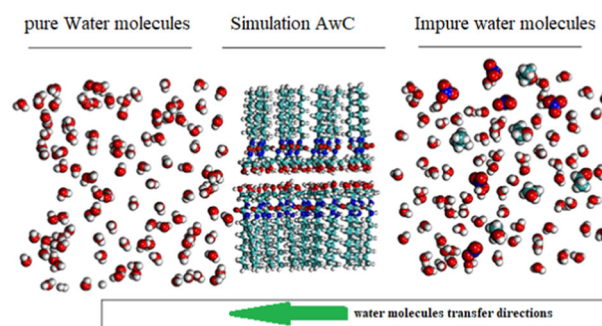 pure Water molecules
Simulation AwC
Impure water molecules
water molecules transfer directions